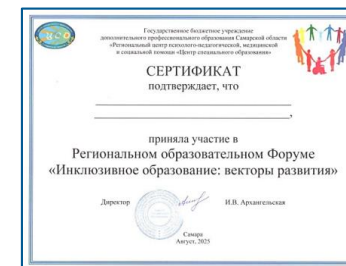 ЦСО
Государственное бюджетное учреждение
дополнительного профессионального образования Самарской области
«Региональный центр психолого-педагогической, медицинской
и социальной помощи «Центр специального образования»
СЕРТИФИКАТ
подтверждает, что
,
приняла участие в
Региональном образовательном Форуме
«Инклюзивное образование: векторы развития»
Директор И.В. Архангельская
Самара
Август, 2025